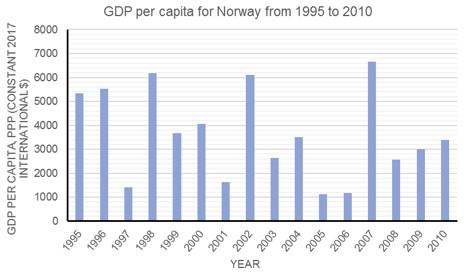 GDP per capita for Norway from 1995 to 2010
GDP PER CAPITA, PPP (CONSTANT 2017
INTERNATIONAL$)
8000
7000
6000
5000
4000
3000
2000
1000
0
1995 1996 1997 1998 1999 2000 2001 2002 2003 2004 2005 2006 2007 2008 2009 2010
YEAR